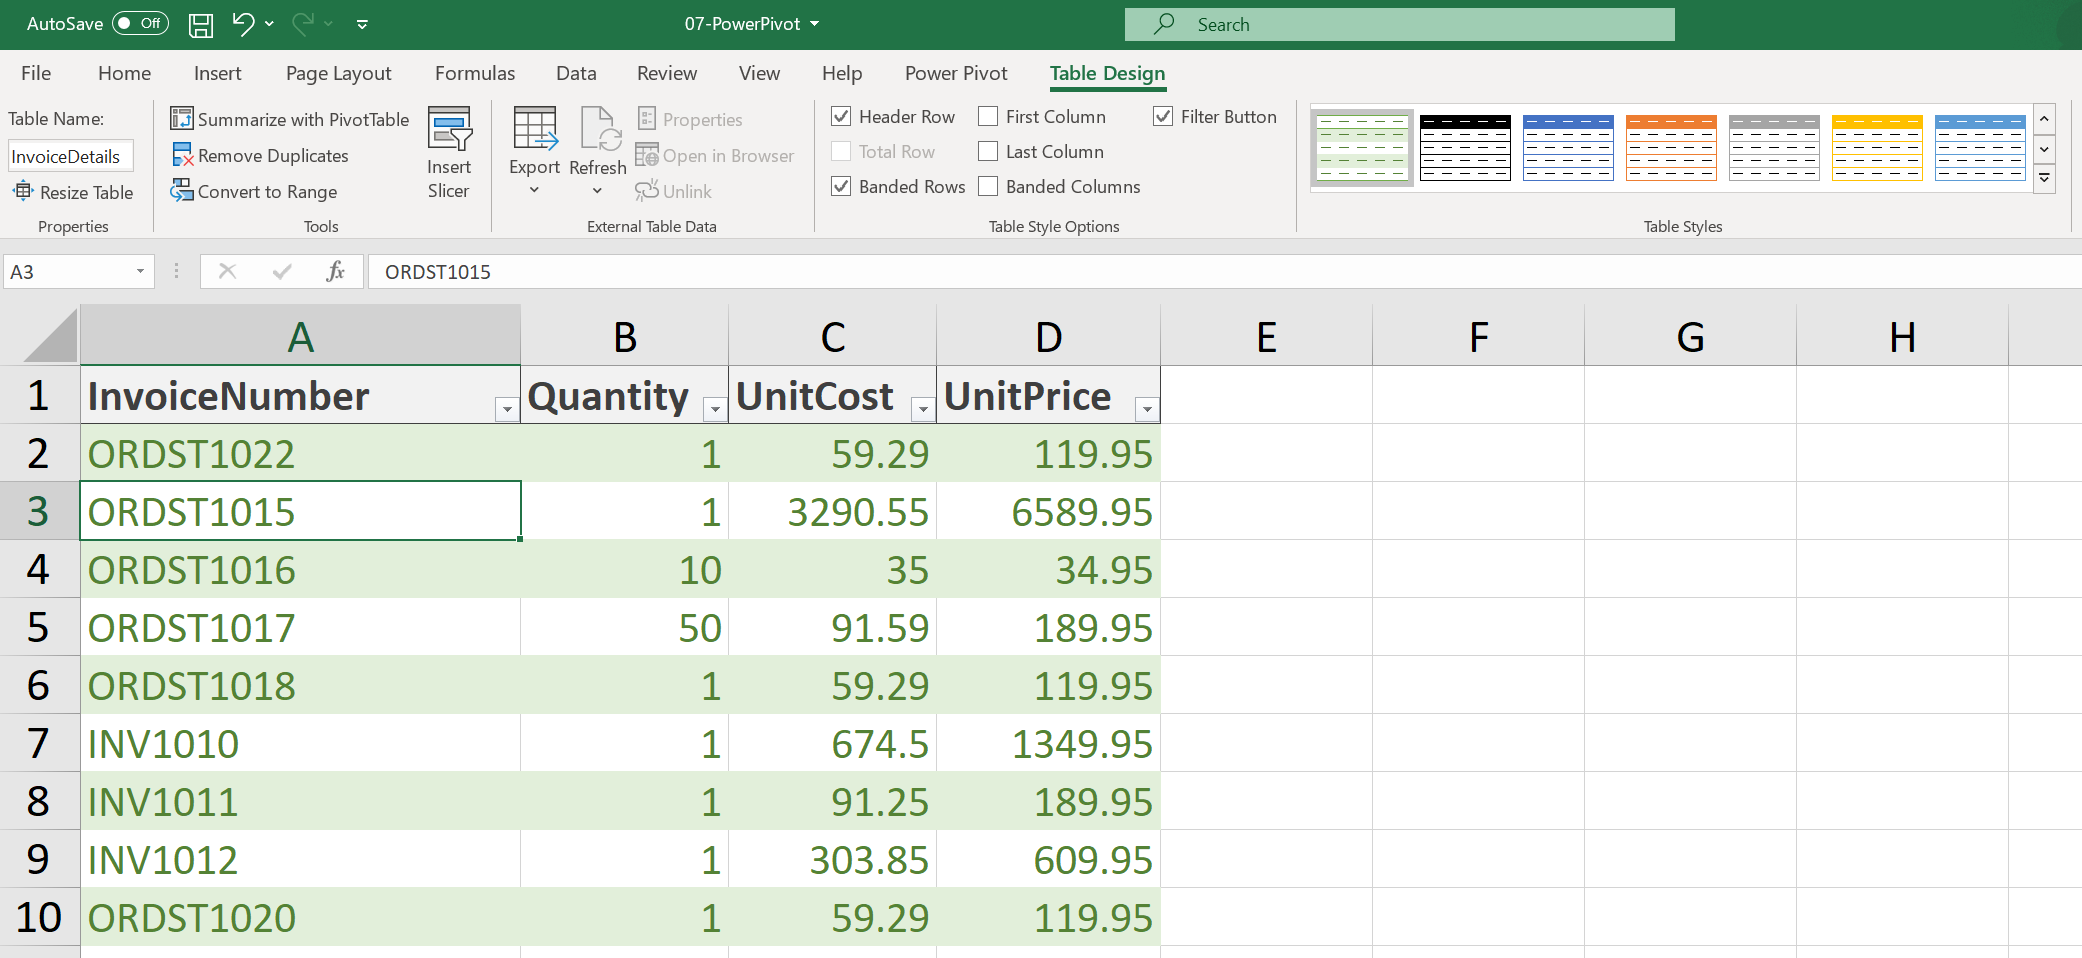 AutoSave Off 07-PowerPivot Search
File Home Insert Page Layout Formulas Data Review View Help Power Pivot Table Design
Table Name:
InvoiceDetails
Resize Table
Properties
Summarize with PivotTable
Remove Duplicates
Convert to Range
Insert
Slicer
Tools
Export
Refresh
Properties
Open in Browser
Unlink
External Table Data
Header Row First Column Filter Button
Total Row Last Column
Banded Rows Banded Columns
Table Style Options
Table Styles
A3 fx ORDST1015
A B C D E F G H
1 InvoiceNumber Quantity UnitCost UnitPrice
2 ORDST1022 1 59.29 119.95
3 ORDST1015 1 3290.55 6589.95
4 ORDST1016 10 35 34.95
5 ORDST1017 50 91.59 189.95
6 ORDST1018 1 59.29 119.95
7 INV1010 1 674.5 1349.95
8 INV1011 1 91.25 189.95
9 INV1012 1 303.85 609.95
10 ORDST1020 1 59.29 119.95